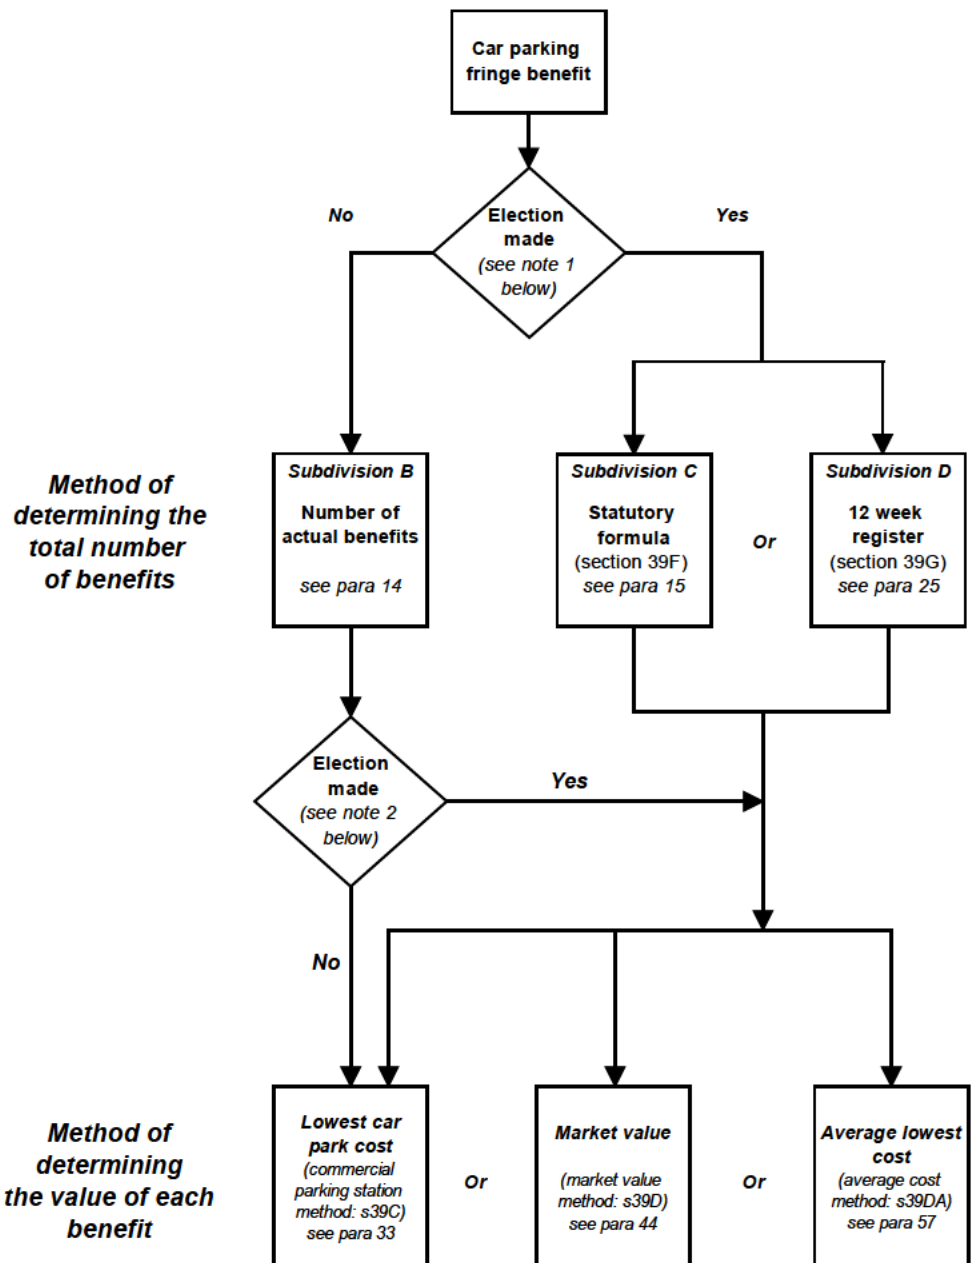 Car parking
fringe benefit
No
Election
made
(see note 1
below)
Yes
Method of
determining the
total number
of benefits
Subdivision B
Number of
actual benefits
see para 14
Subdivision C
Statutory
formula
(section 39F)
see para 15
Or
Subdivision D
12 week
register
(section 39G)
see para 25
Election
made
(see note 2
below)
Yes
No
Method of
determining
the value of each
benefit
Lowest car
park cost
(commercial
parking station
method: s39C)
see para 33
Or
Market value
(market value
method: s39D)
see para 44
Or
Average lowest
cost
(average cost
method: s39DA)
see para 57